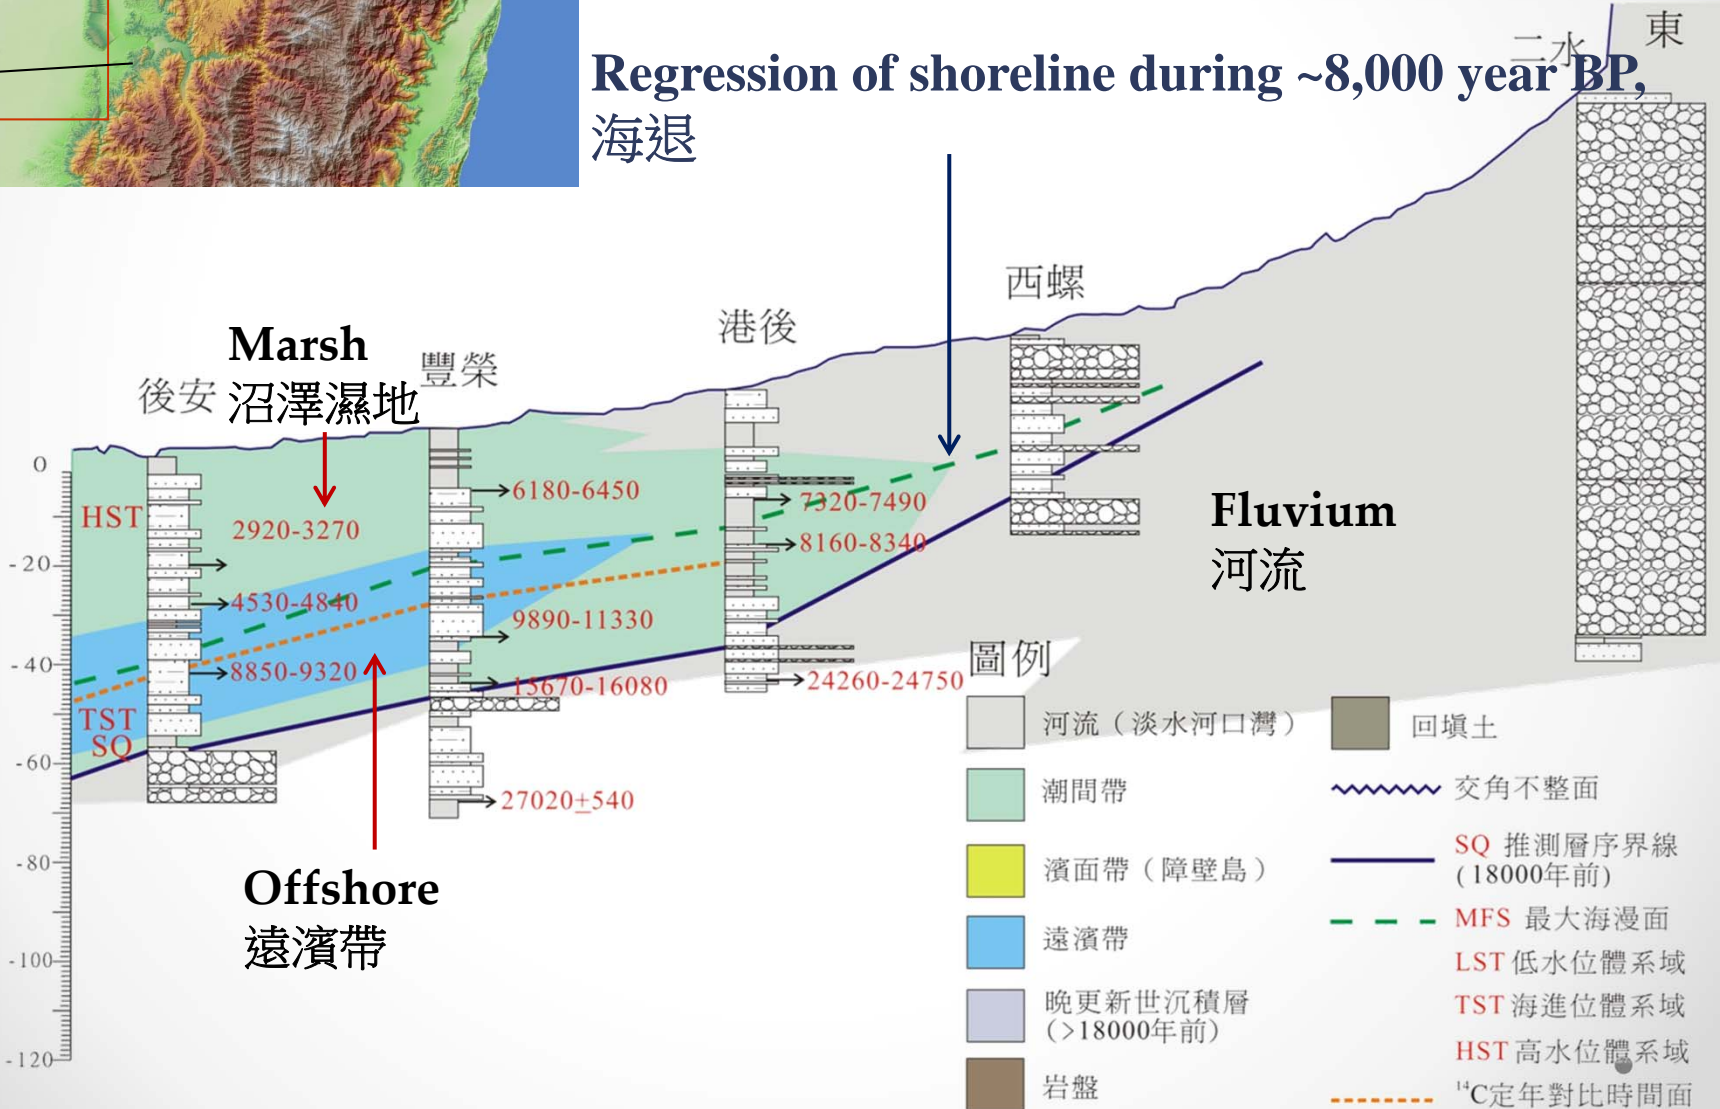 二水
東
Regression of shoreline during ~8,000 year BP,
海退
西螺
港後
Marsh
沼澤濕地
豐榮
後安
0
-20
-40
-60
-80
-100
-120
HST
TST
SQ
2920-3270
4530-4840
8850-9320
6180-6450
9890-11330
15670-16080
27020±540
7320-7490
8160-8340
24260-24750
Fluvium
河流
Offshore
遠濱帶
圖例
河流（淡水河口灣）
潮間帶
濱面帶（障壁島）
遠濱帶
晚更新世沉積層
(>18000年前)
岩盤
回填土
交角不整面
SQ 推測層序界線
(18000年前)
MFS 最大海漫面
LST 低水位體系域
TST 海進位體系域
HST 高水位體系域
¹⁴C定年對比時間面